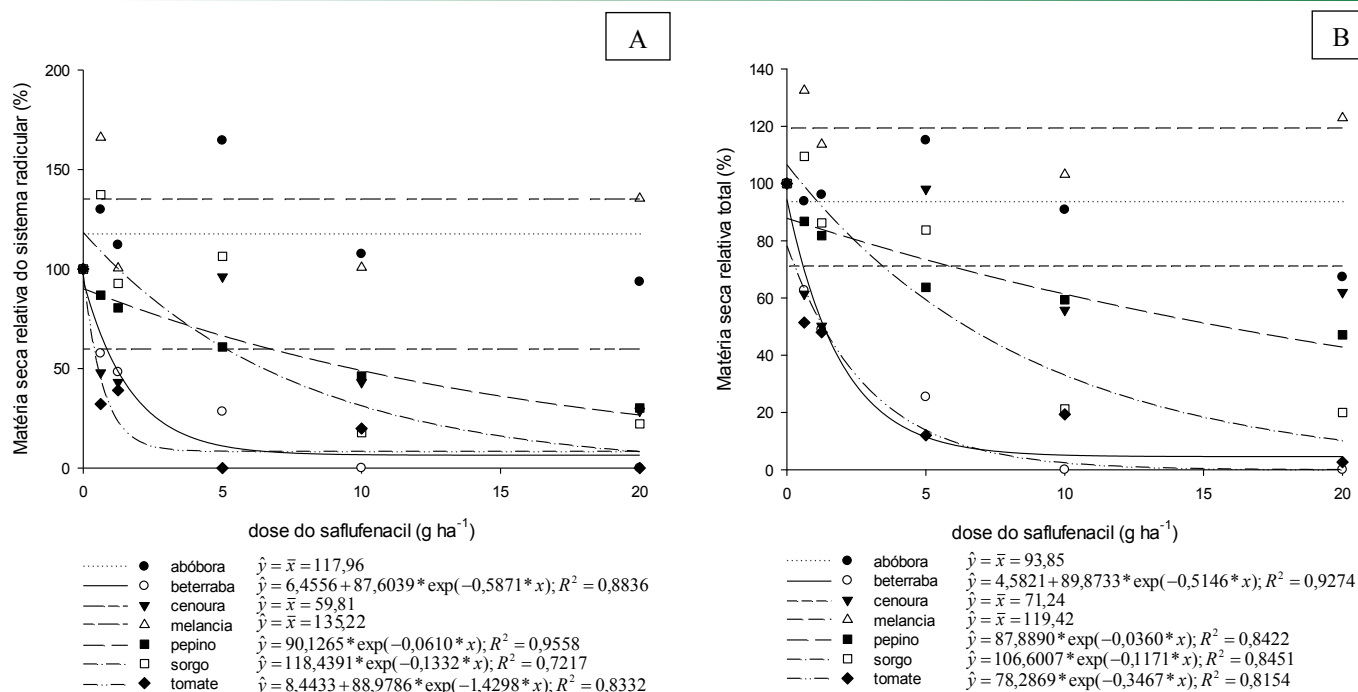 A
Matéria seca relativa do sistema radicular (%)
200
150
100
50
0
0 5 10 15 20
dose do saflufenacil (g ha⁻¹)
abóbora ŷ = x̄ = 117,96
beterraba ŷ = 6,4556+87,6039*exp(−0,5871*x); R² = 0,8836
cenoura ŷ = x̄ = 59,81
melancia ŷ = x̄ = 135,22
pepino ŷ = 90,1265*exp(−0,0610*x); R² = 0,9558
sorgo ŷ = 118,4391*exp(−0,1332*x); R² = 0,7217
tomate ŷ = 8,4433+88,9786*exp(−1,4298*x); R² = 0,8332
B
Matéria seca relativa total (%)
140
120
100
80
60
40
20
0
0 5 10 15 20
dose do saflufenacil (g ha⁻¹)
abóbora ŷ = x̄ = 93,85
beterraba ŷ = 4,5821+89,8733*exp(−0,5146*x); R² = 0,9274
cenoura ŷ = x̄ = 71,24
melancia ŷ = x̄ = 119,42
pepino ŷ = 87,8890*exp(−0,0360*x); R² = 0,8422
sorgo ŷ = 106,6007*exp(−0,1171*x); R² = 0,8451
tomate ŷ = 78,2869*exp(−0,3467*x); R² = 0,8154